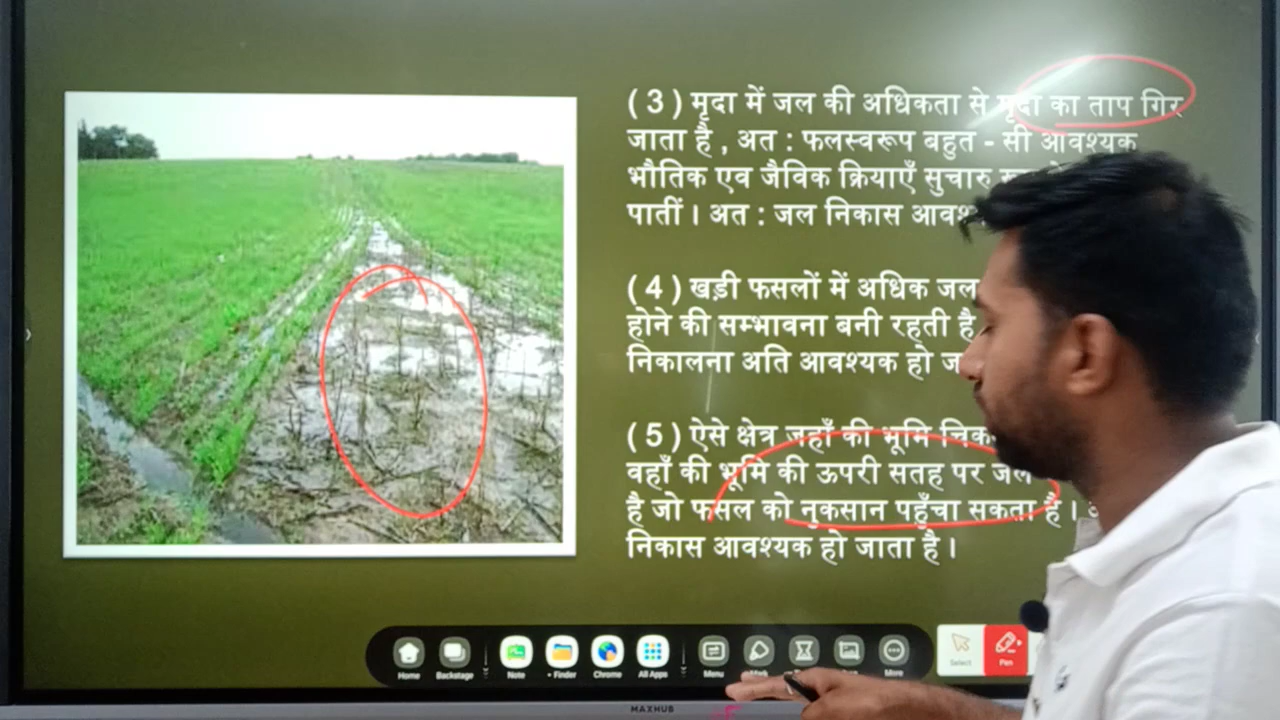 ( 3 ) मृदा में जल की अधिकता से मृदा का ताप गिर
जाता है , अत : फलस्वरूप बहुत - सी आवश्यक
भौतिक एव जैविक क्रियाएँ सुचारु
पातीं । अत : जल निकास
( 4 ) खड़ी फसलों में अधिक जल
होने की सम्भावना बनी रहती है
निकालना अति आवश्यक हो
( 5 ) ऐसे क्षेत्र जहाँ की भूमि
वहाँ की भूमि की ऊपरी सतह पर जल
है जो फसल को नुकसान पहुँचा सकता है ।
निकास आवश्यक हो जाता है ।
Home Backstage Note Finder Chrome All Apps Menu More Select Pen
MAXHUB